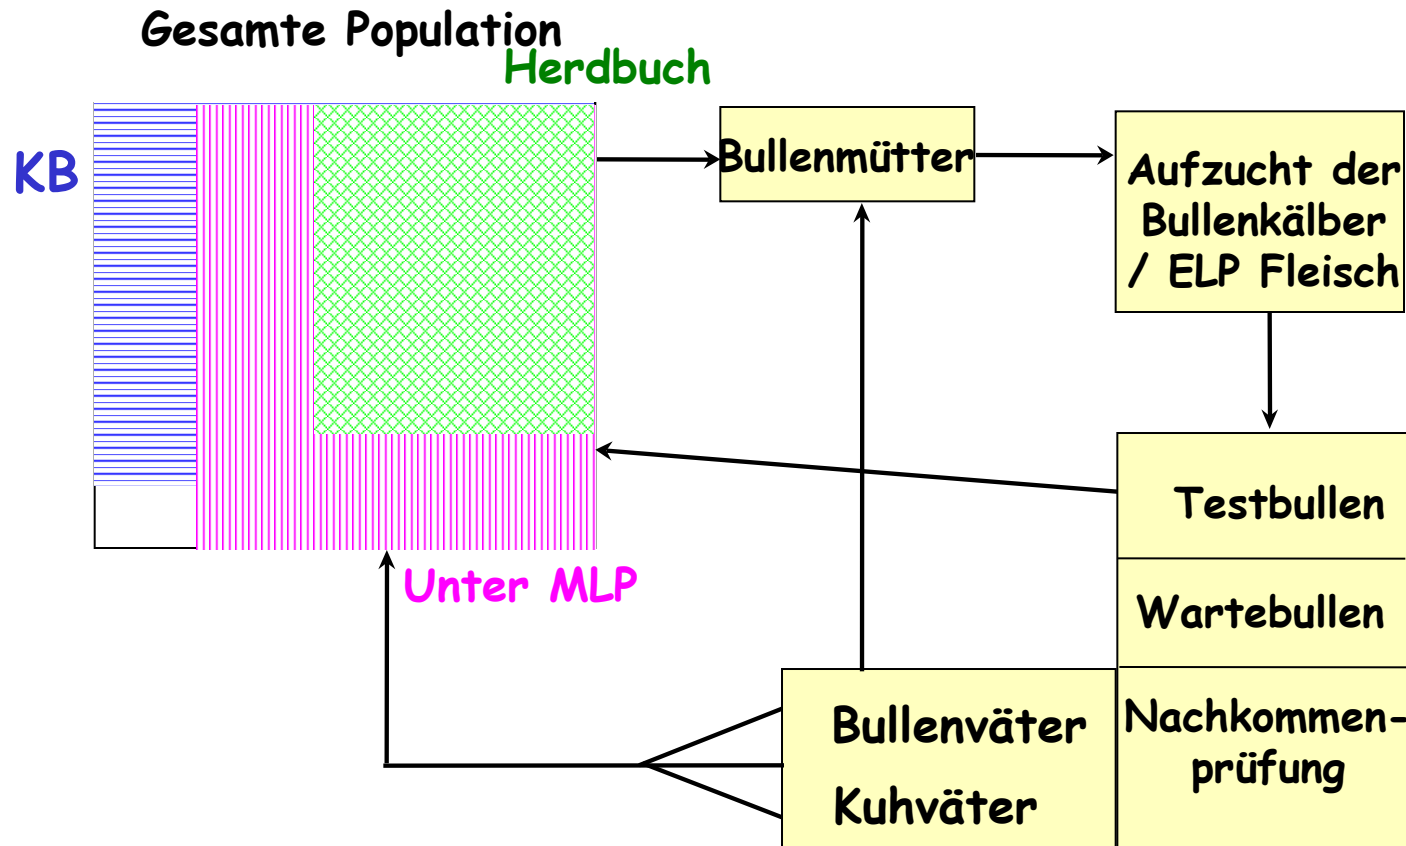 Gesamte Population
Herdbuch
KB
Bullenmütter
Aufzucht der
Bullenkälber
/ ELP Fleisch
Testbullen
Unter MLP
Wartebullen
Bullenväter
Kuhväter
Nachkommen-
prüfung